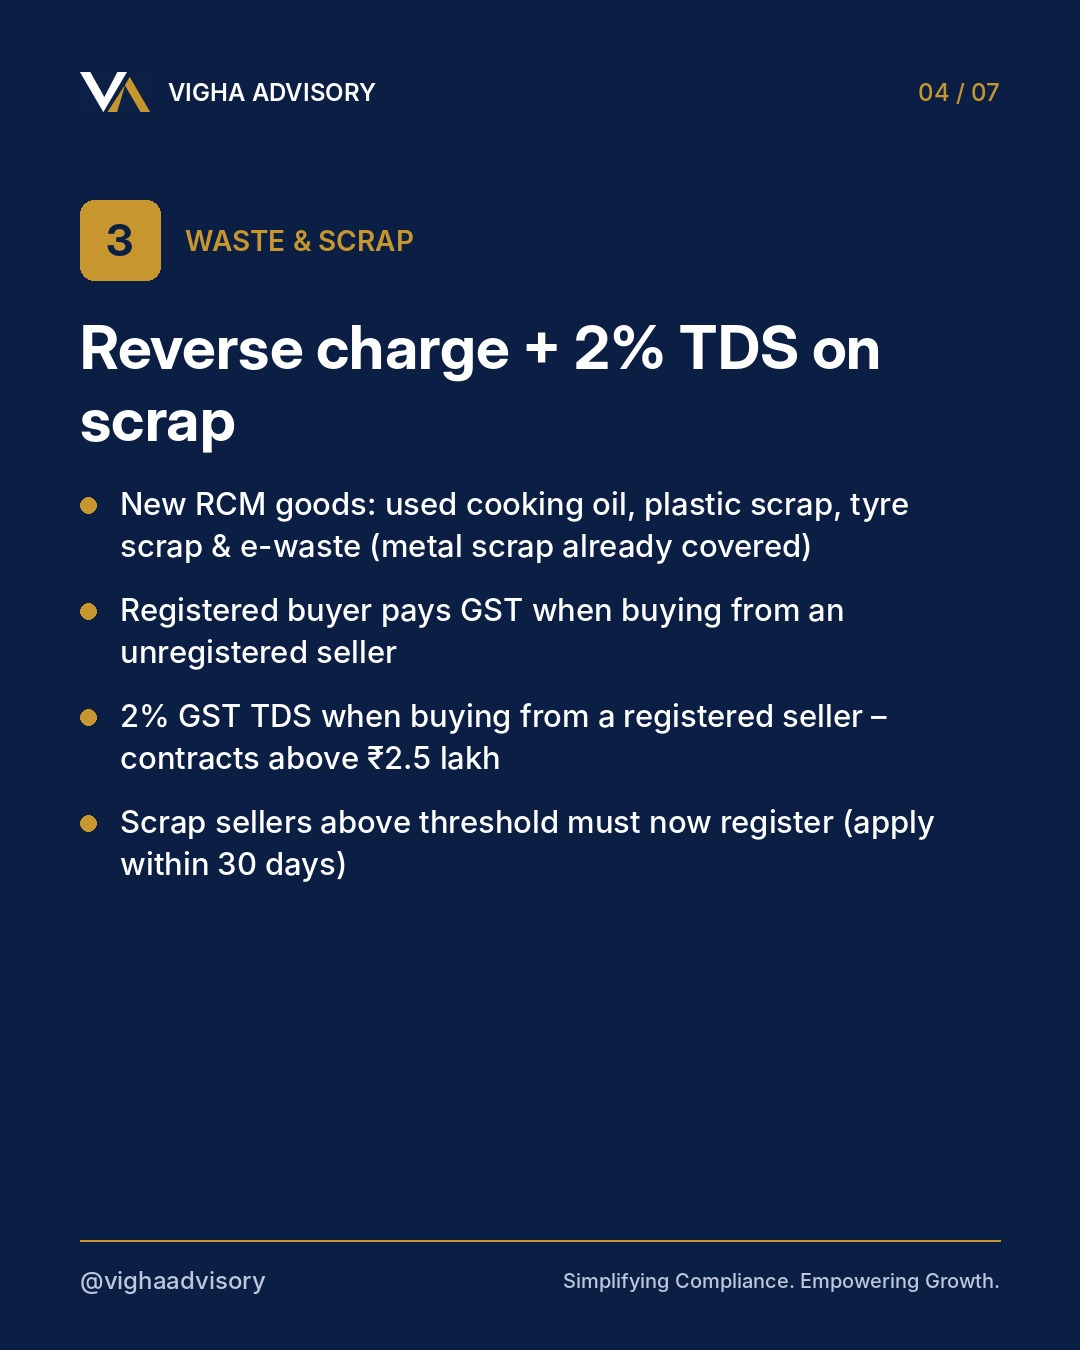 VIGHA ADVISORY
04 / 07
3
WASTE & SCRAP
Reverse charge + 2% TDS on
scrap
New RCM goods: used cooking oil, plastic scrap, tyre
scrap & e-waste (metal scrap already covered)
Registered buyer pays GST when buying from an
unregistered seller
2% GST TDS when buying from a registered seller –
contracts above ₹2.5 lakh
Scrap sellers above threshold must now register (apply
within 30 days)
@vighaadvisory
Simplifying Compliance. Empowering Growth.